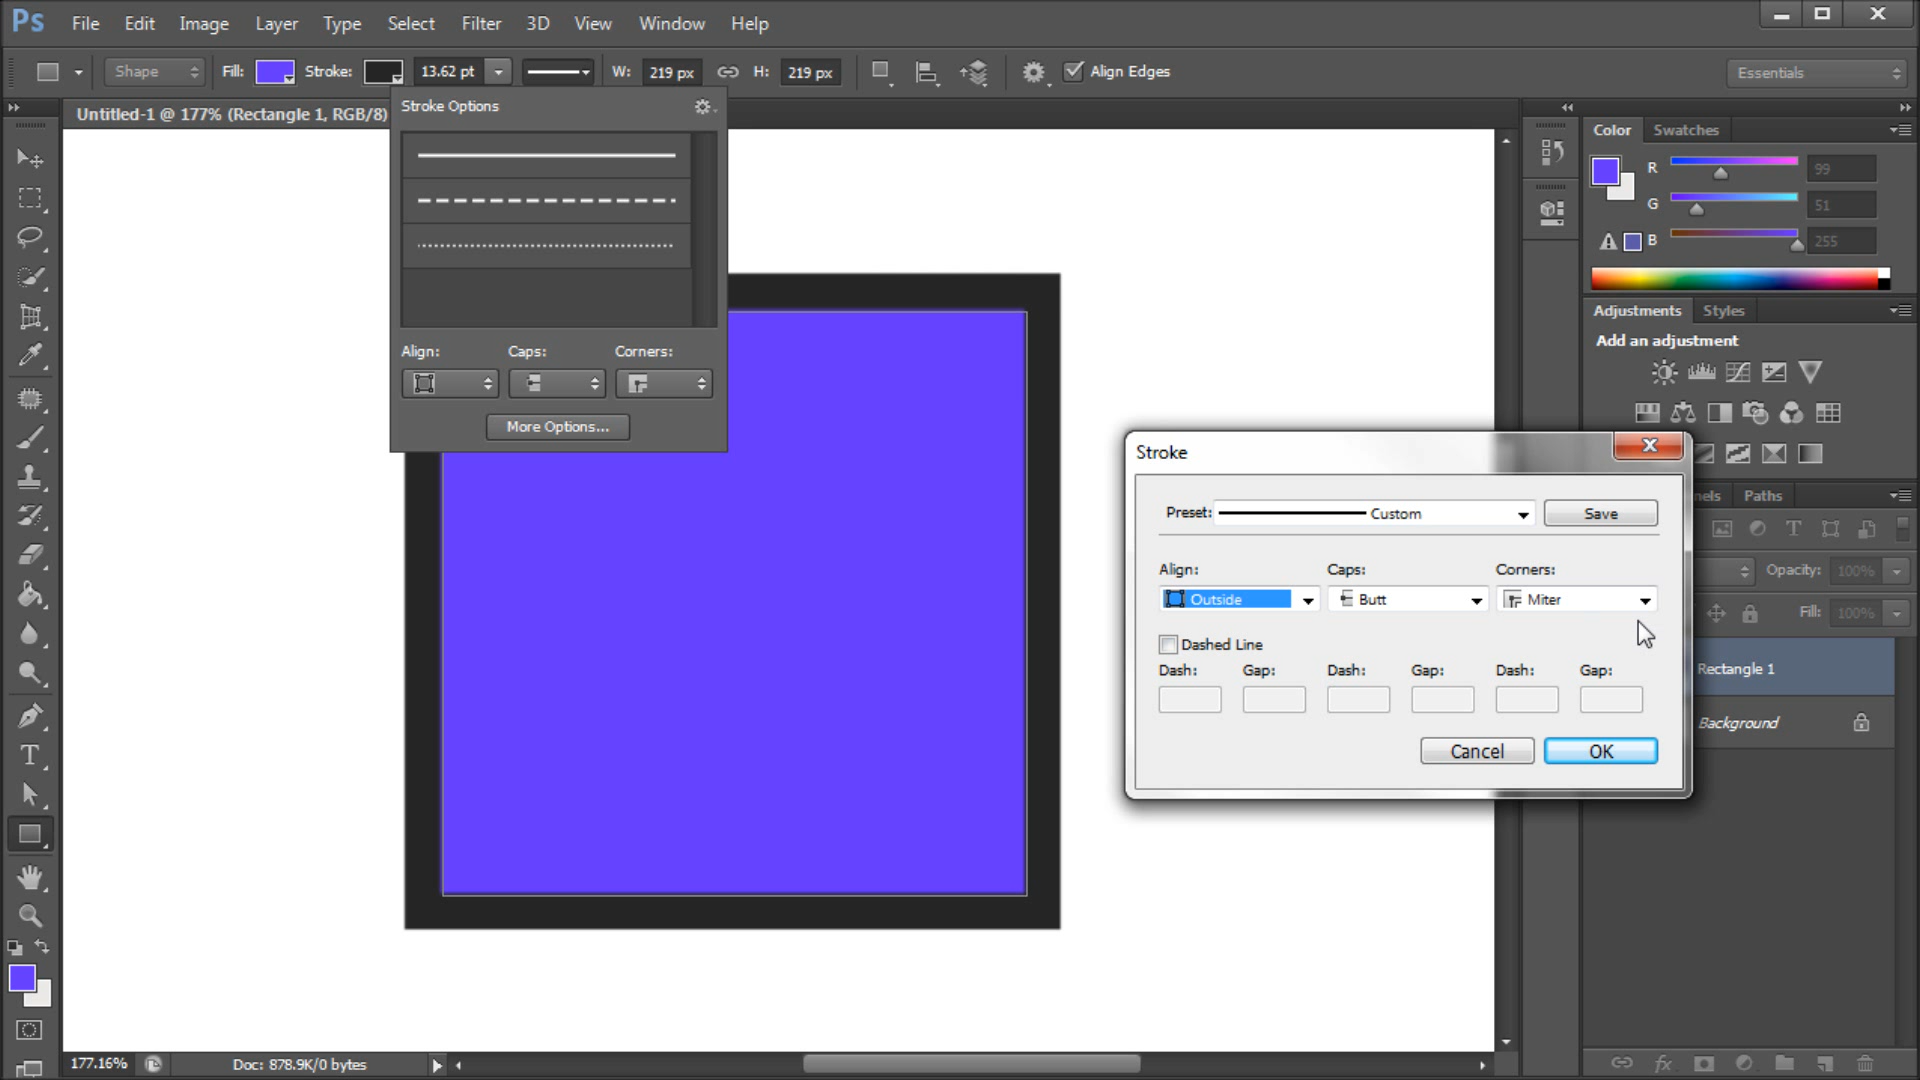 Ps File Edit Image Layer Type Select Filter 3D View Window Help
Shape Fill: Stroke: 13.62 pt W: 219 px H: 219 px Align Edges Essentials
Untitled-1 @ 177% (Rectangle 1, RGB/8)
Stroke Options
Align: Caps: Corners:
More Options...
Color Swatches
R 99
G 51
B 255
Adjustments Styles
Add an adjustment
nels Paths
Opacity: 100%
Fill: 100%
Rectangle 1
Background
Stroke
Preset: Custom Save
Align: Caps: Corners:
Outside Butt Miter
Dashed Line
Dash: Gap: Dash: Gap: Dash: Gap:
Cancel OK
177.16% Doc: 878.9K/0 bytes